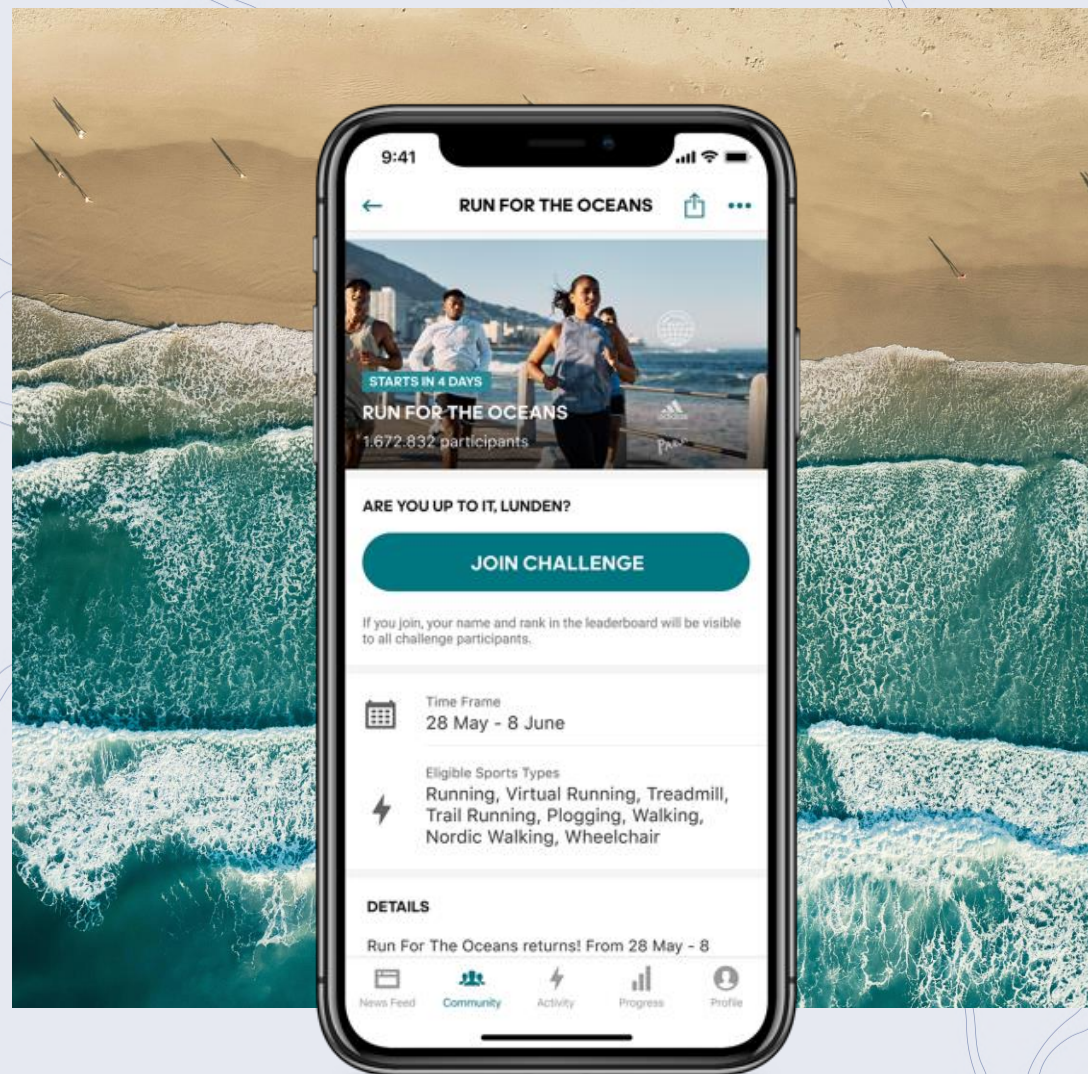 9:41
RUN FOR THE OCEANS
STARTS IN 4 DAYS
RUN FOR THE OCEANS
1.672.832 participants
adidas
PARLEY
ARE YOU UP TO IT, LUNDEN?
JOIN CHALLENGE
If you join, your name and rank in the leaderboard will be visible
to all challenge participants.
Time Frame
28 May - 8 June
Eligible Sports Types
Running, Virtual Running, Treadmill,
Trail Running, Plogging, Walking,
Nordic Walking, Wheelchair
DETAILS
Run For The Oceans returns! From 28 May - 8
News Feed
Community
Activity
Progress
Profile